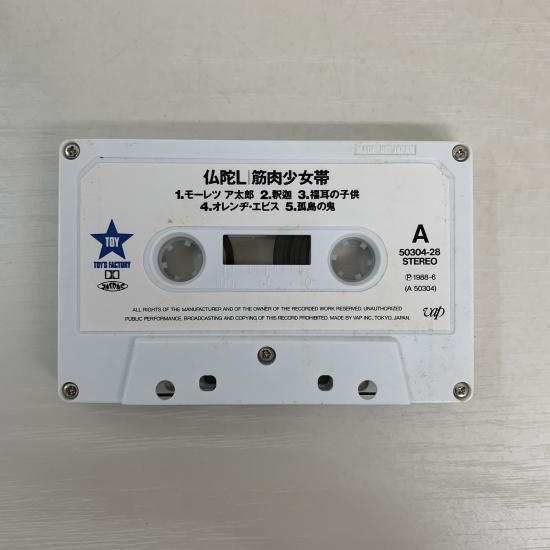 仏陀L|筋肉少女帯
1.モーレツ ア太郎 2.釈迦 3.福耳の子供
4.オレンヂ・エビス 5.孤島の鬼
TOY
TOY'S FACTORY
A
50304-28
STEREO
Ⓟ1988-6
(A 50304)
ALL RIGHTS OF THE MANUFACTURER AND OF THE OWNER OF THE RECORDED WORK RESERVED. UNAUTHORIZED
PUBLIC PERFORMANCE, BROADCASTING AND COPYING OF THIS RECORD PROHIBITED. MADE BY VAP INC., TOKYO, JAPAN.
vap